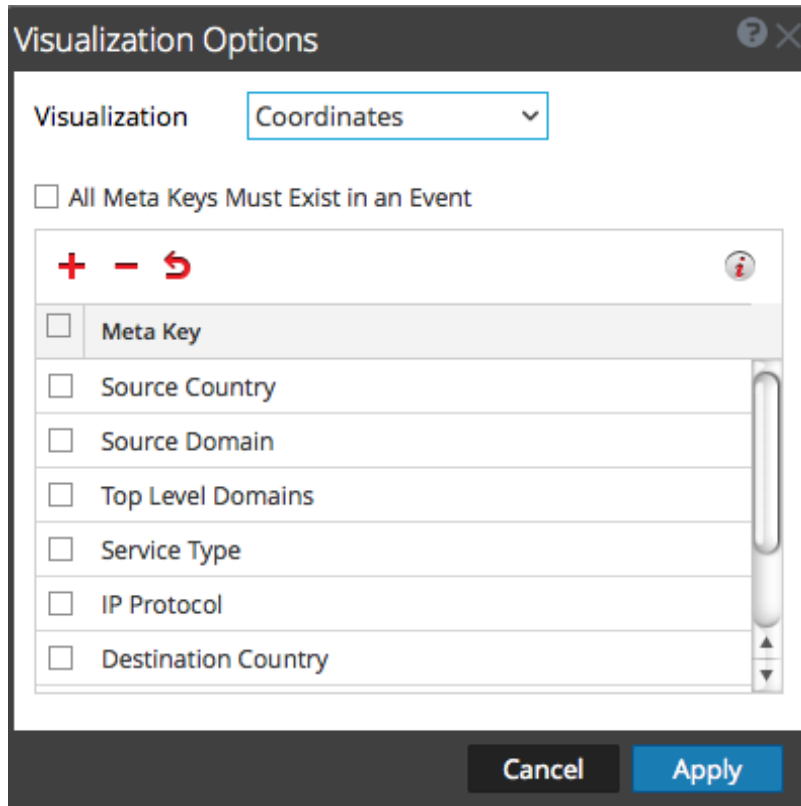 Visualization Options
Visualization Coordinates
All Meta Keys Must Exist in an Event
Meta Key
Source Country
Source Domain
Top Level Domains
Service Type
IP Protocol
Destination Country
Cancel Apply